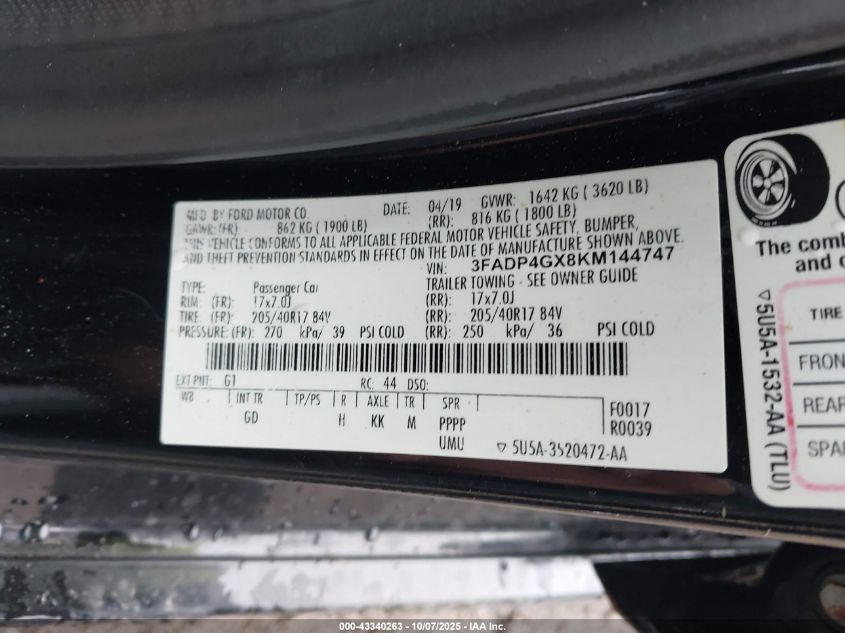 MFD. BY FORD MOTOR CO. DATE: 04/19 GVWR: 1642 KG ( 3620 LB)
GAWR: (FR): 862 KG ( 1900 LB) (RR): 816 KG ( 1800 LB)
THIS VEHICLE CONFORMS TO ALL APPLICABLE FEDERAL MOTOR VEHICLE SAFETY, BUMPER,
AND THEFT PREVENTION STANDARDS IN EFFECT ON THE DATE OF MANUFACTURE SHOWN ABOVE.
VIN: 3FADP4GX8KM144747
TYPE: Passenger Car TRAILER TOWING - SEE OWNER GUIDE
RIM: (FR): 17x7.0J (RR): 17x7.0J
TIRE: (FR): 205/40R17 84V (RR): 205/40R17 84V
PRESSURE: (FR): 270 kPa/ 39 PSI COLD (RR): 250 kPa/ 36 PSI COLD
EXT PNT: G1 RC: 44 DSO:
WB INT TR TP/PS R AXLE TR SPR F0017
GD H KK M PPPP R0039
UMU ▽ 5U5A-3520472-AA
The comb
and
TIRE
FRON
REAR
SPA
▽ 5U5A-1532-AA (TLU)
000-43340263 - 10/07/2025 - IAA, Inc.